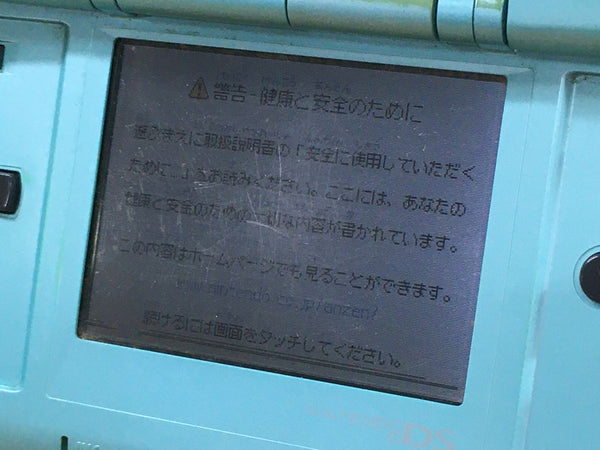 警告-健康と安全のために
遊ぶまえに取扱説明書の「安全に使用していただく
ために…」をお読みください。ここには、あなたの
健康と安全のための大切な内容が書かれています。
この内容はホームページでも見ることができます。
www.nintendo.co.jp/anzen/
続けるには画面をタッチしてください。
NINTENDO DS
MIC